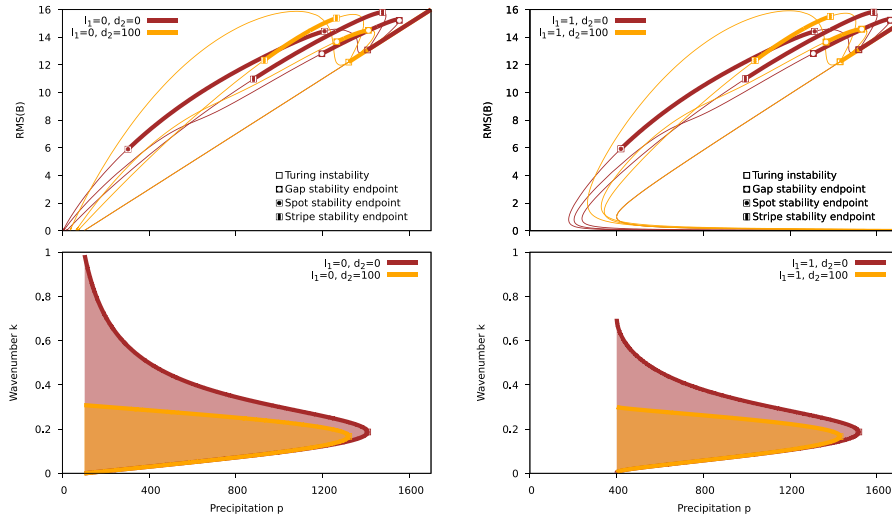 16
14
12
10
8
6
4
2
0
RMS(B)
l₁=0, d₂=0
l₁=0, d₂=100
Turing instability
Gap stability endpoint
Spot stability endpoint
Stripe stability endpoint
16
14
12
10
8
6
4
2
0
RMS(B)
l₁=1, d₂=0
l₁=1, d₂=100
Turing instability
Gap stability endpoint
Spot stability endpoint
Stripe stability endpoint
1
0.8
0.6
0.4
0.2
0
Wavenumber k
l₁=0, d₂=0
l₁=0, d₂=100
0 400 800 1200 1600
Precipitation p
1
0.8
0.6
0.4
0.2
0
Wavenumber k
l₁=1, d₂=0
l₁=1, d₂=100
0 400 800 1200 1600
Precipitation p